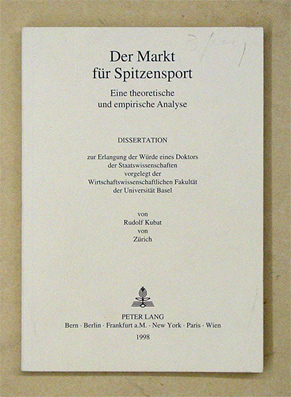 Der Markt
für Spitzensport
Eine theoretische
und empirische Analyse
DISSERTATION
zur Erlangung der Würde eines Doktors
der Staatswissenschaften
vorgelegt der
Wirtschaftswissenschaftlichen Fakultät
der Universität Basel
von
Rudolf Kubat
von
Zürich
PETER LANG
Bern · Berlin · Frankfurt a.M. · New York · Paris · Wien
1998